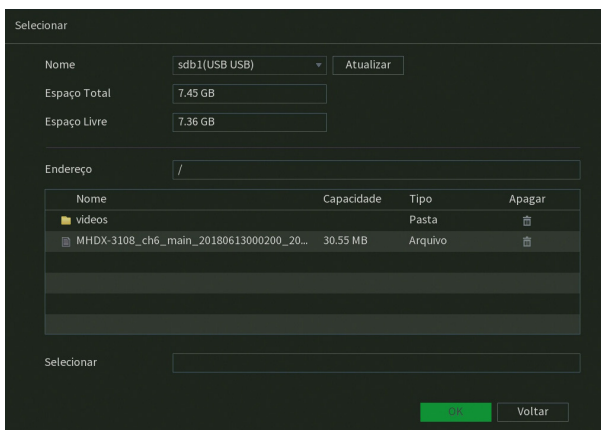 Selecionar
Nome sdb1(USB USB) Atualizar
Espaço Total 7.45 GB
Espaço Livre 7.36 GB
Endereço /
Nome Capacidade Tipo Apagar
videos Pasta
MHDX-3108_ch6_main_20180613000200_20... 30.55 MB Arquivo
Selecionar
OK Voltar